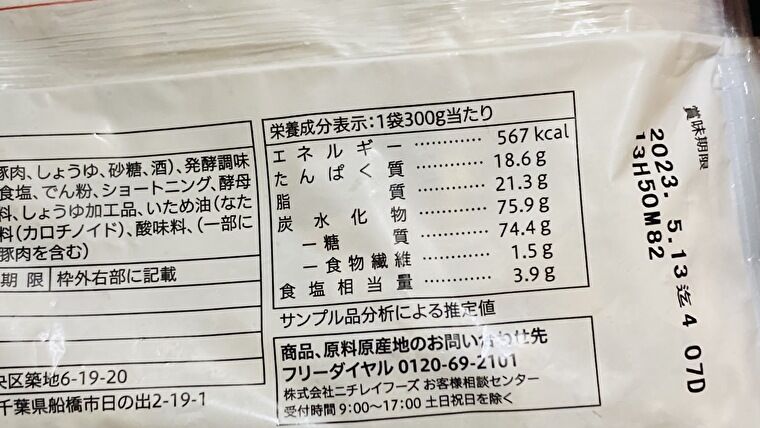 豚肉、しょうゆ、砂糖、酒)、発酵調味
食塩、でん粉、ショートニング、酵母
料、しょうゆ加工品、いため油(なた
料(カロチノイド)、酸味料、(一部に
豚肉を含む)
期限 枠外右部に記載
央区築地6-19-20
千葉県船橋市日の出2-19-1
栄養成分表示:1袋300g当たり
エネルギー ………… 567 kcal
たんぱく質 ………… 18.6 g
脂質 ………… 21.3 g
炭水化物 ………… 75.9 g
ー糖質 ………… 74.4 g
ー食物繊維 ………… 1.5 g
食塩相当量 ………… 3.9 g
サンプル品分析による推定値
商品、原料原産地のお問い合わせ先
フリーダイヤル 0120-69-2101
株式会社ニチレイフーズ お客様相談センター
受付時間 9:00〜17:00 土日祝日を除く
賞味期限
2023. 5.13迄4 07D
13H50M82